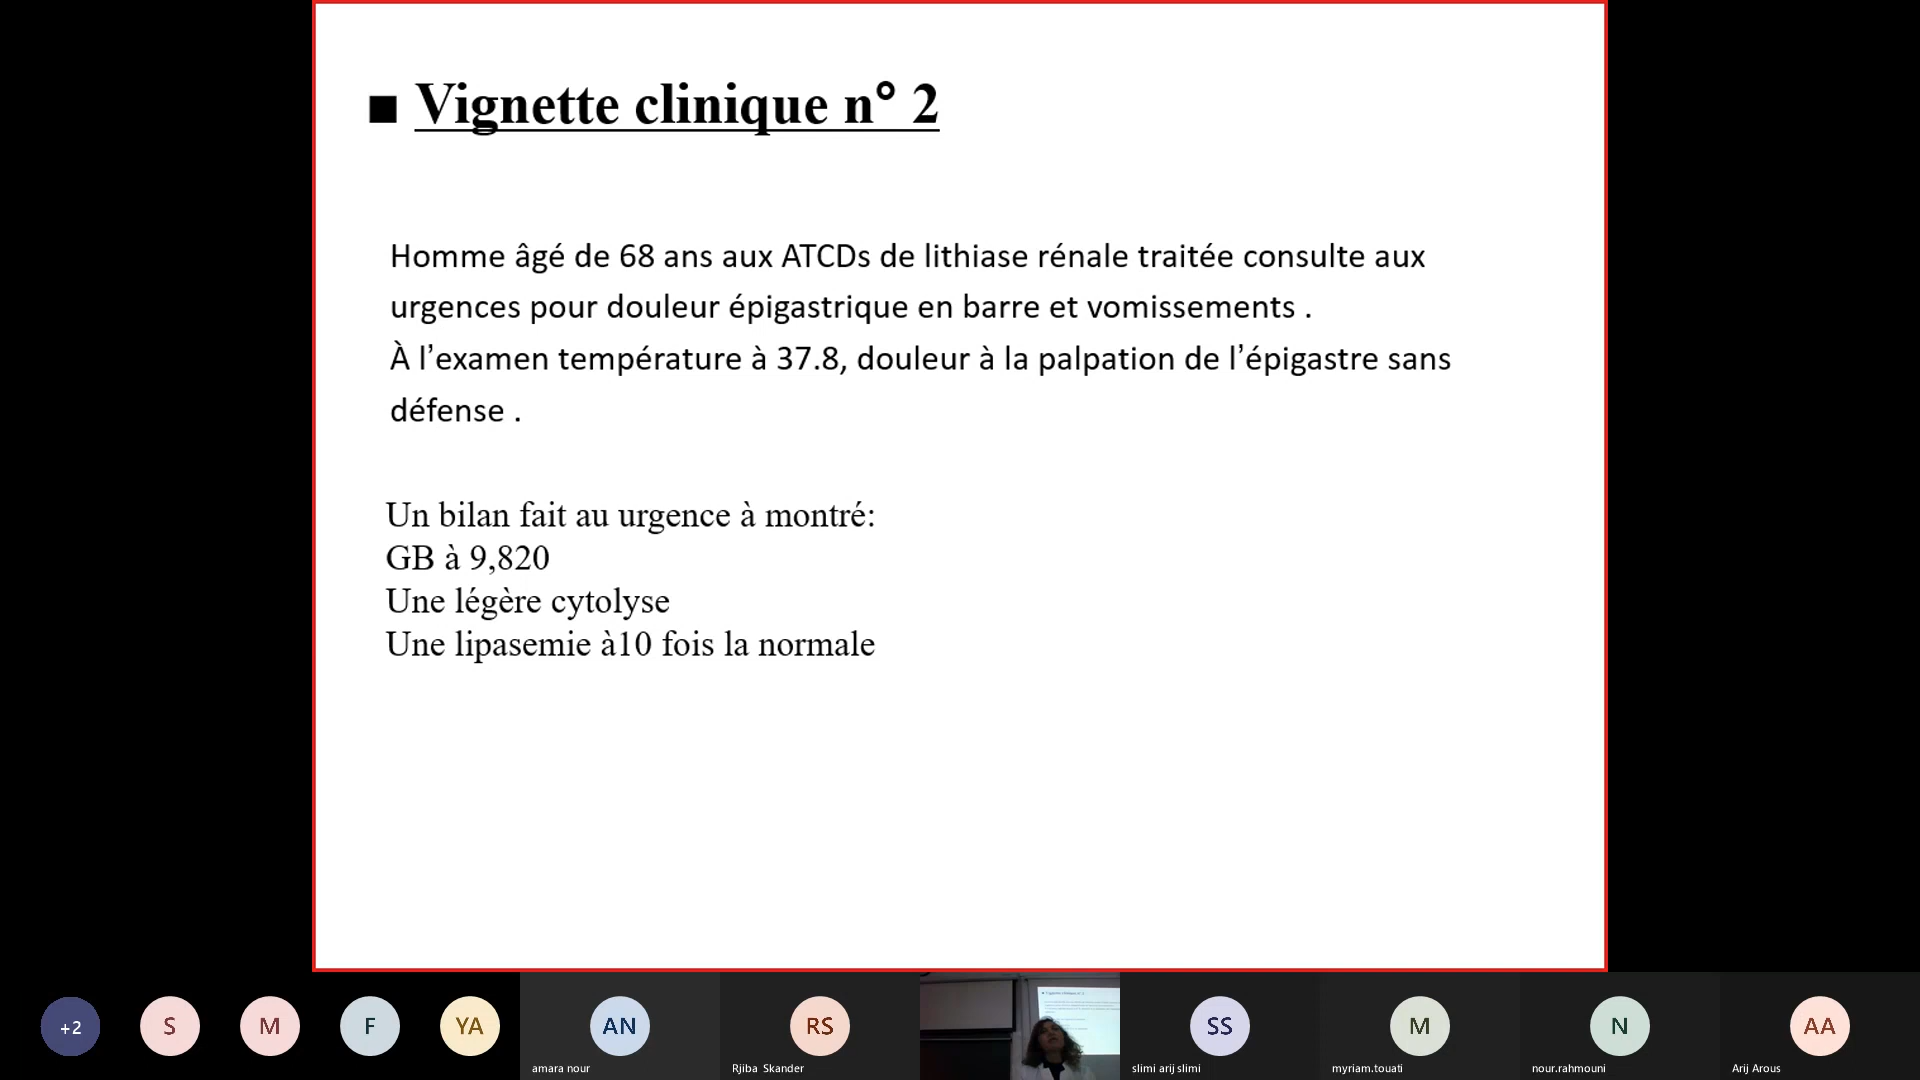 ■ Vignette clinique n° 2
Homme âgé de 68 ans aux ATCDs de lithiase rénale traitée consulte aux
urgences pour douleur épigastrique en barre et vomissements .
À l’examen température à 37.8, douleur à la palpation de l’épigastre sans
défense .
Un bilan fait au urgence à montré:
GB à 9,820
Une légère cytolyse
Une lipasemie à10 fois la normale
+2
S
M
F
YA
AN
RS
SS
M
N
AA
amara nour
Rjiba Skander
slimi arij slimi
myriam.touati
nour.rahmouni
Arij Arous